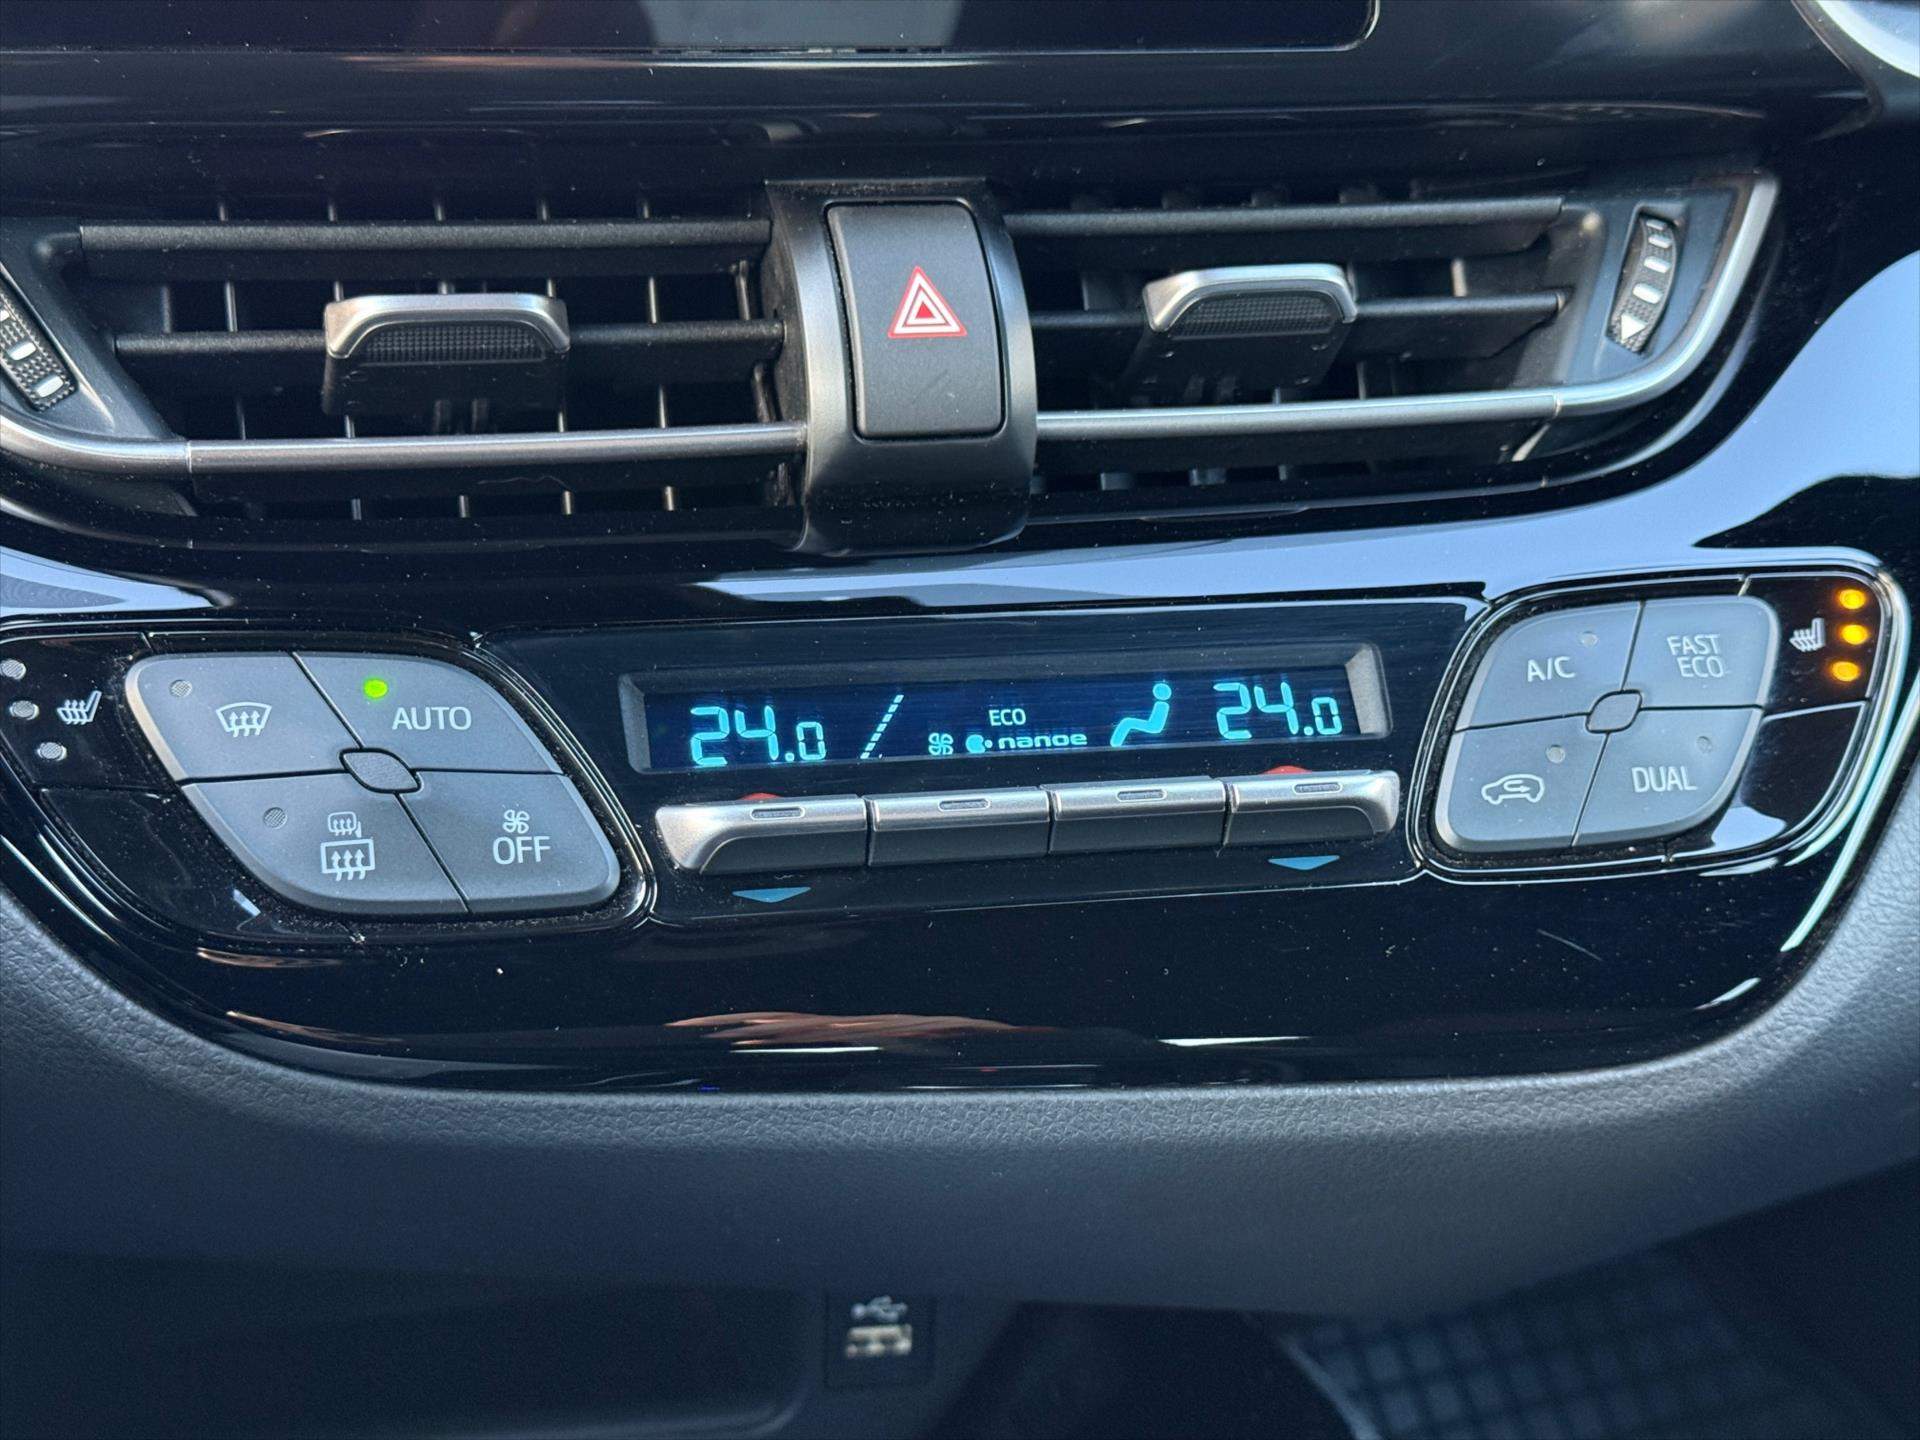 AUTO
OFF
24.0
ECO
nanoe
24.0
A/C
FAST
ECO
DUAL